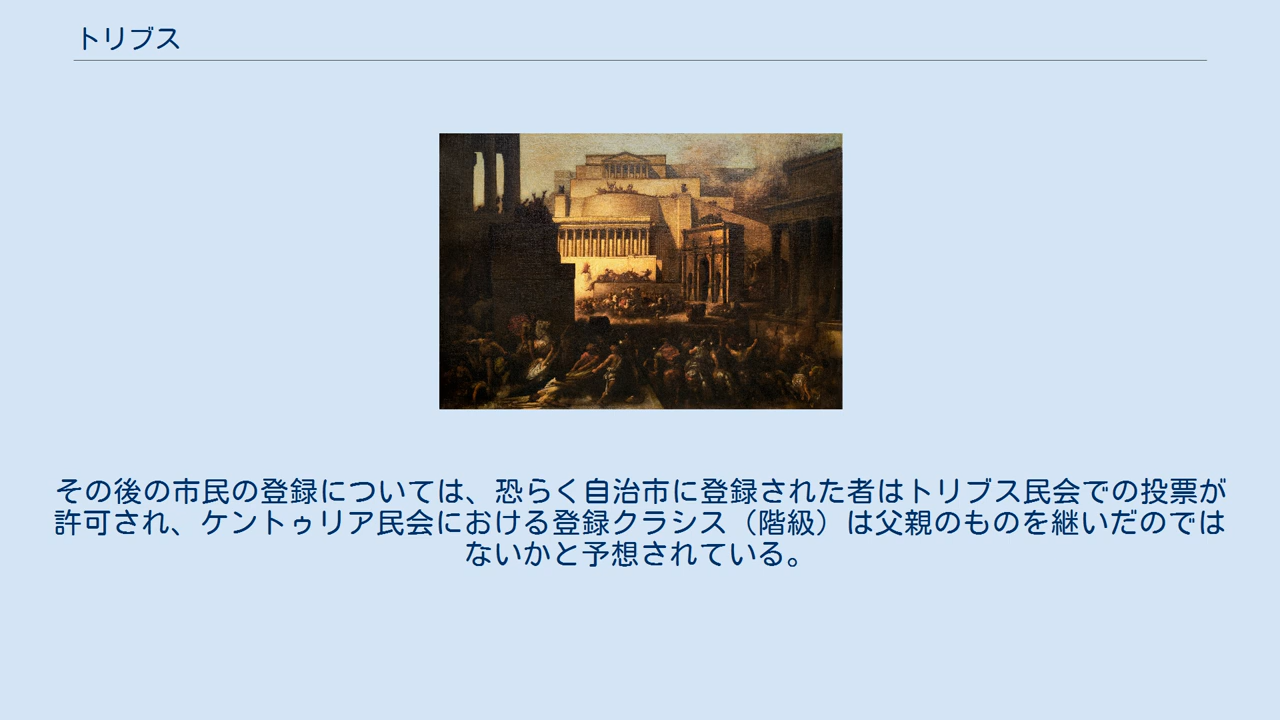 トリブス
その後の市民の登録については、恐らく自治市に登録された者はトリブス民会での投票が
許可され、ケントゥリア民会における登録クラシス（階級）は父親のものを継いだのでは
ないかと予想されている。